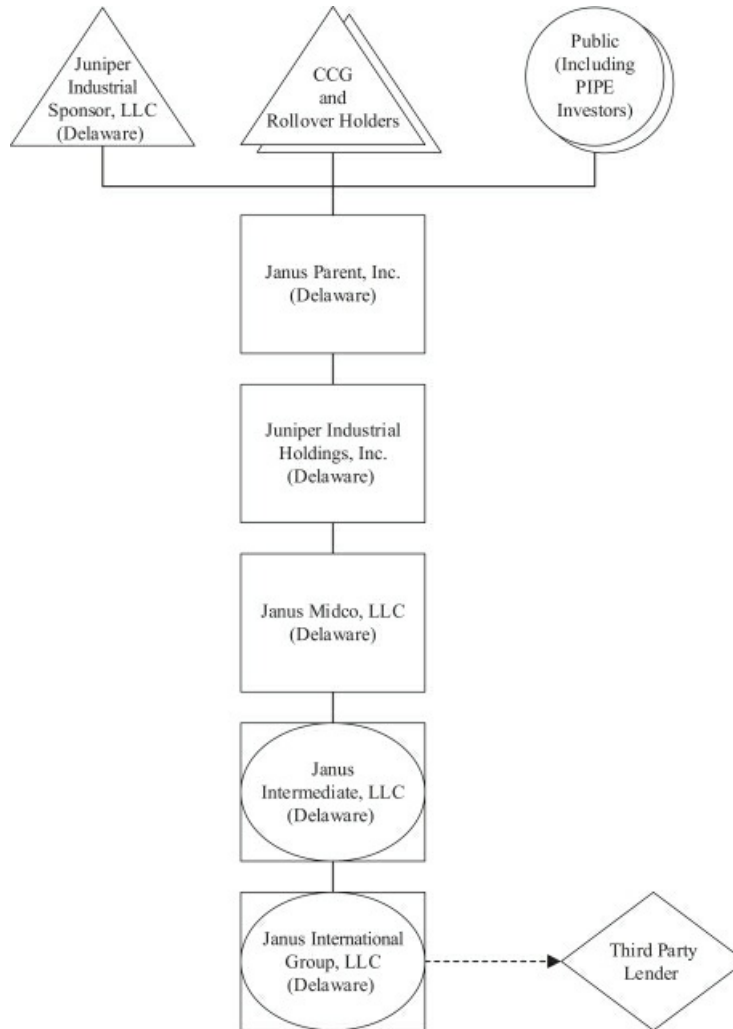 Juniper
Industrial
Sponsor, LLC
(Delaware)
CCG
and
Rollover Holders
Public
(Including
PIPE
Investors)
Janus Parent, Inc.
(Delaware)
Juniper Industrial
Holdings, Inc.
(Delaware)
Janus Midco, LLC
(Delaware)
Janus
Intermediate, LLC
(Delaware)
Janus International
Group, LLC
(Delaware)
Third Party
Lender